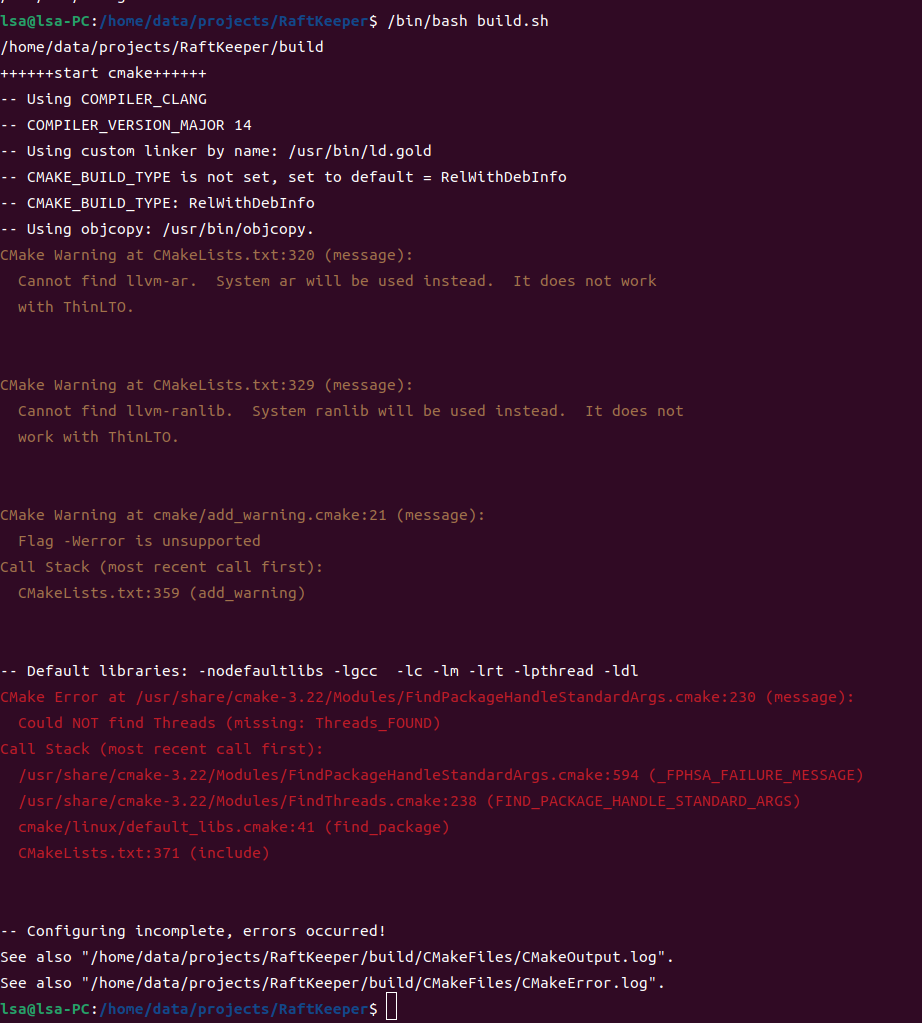 lsa@lsa-PC:/home/data/projects/RaftKeeper$ /bin/bash build.sh
/home/data/projects/RaftKeeper/build
++++++start cmake++++++
-- Using COMPILER_CLANG
-- COMPILER_VERSION_MAJOR 14
-- Using custom linker by name: /usr/bin/ld.gold
-- CMAKE_BUILD_TYPE is not set, set to default = RelWithDebInfo
-- CMAKE_BUILD_TYPE: RelWithDebInfo
-- Using objcopy: /usr/bin/objcopy.
CMake Warning at CMakeLists.txt:320 (message):
  Cannot find llvm-ar.  System ar will be used instead.  It does not work
  with ThinLTO.
CMake Warning at CMakeLists.txt:329 (message):
  Cannot find llvm-ranlib.  System ranlib will be used instead.  It does not
  work with ThinLTO.
CMake Warning at cmake/add_warning.cmake:21 (message):
  Flag -Werror is unsupported
Call Stack (most recent call first):
  CMakeLists.txt:359 (add_warning)
-- Default libraries: -nodefaultlibs -lgcc  -lc -lm -lrt -lpthread -ldl
CMake Error at /usr/share/cmake-3.22/Modules/FindPackageHandleStandardArgs.cmake:230 (message):
  Could NOT find Threads (missing: Threads_FOUND)
Call Stack (most recent call first):
  /usr/share/cmake-3.22/Modules/FindPackageHandleStandardArgs.cmake:594 (_FPHSA_FAILURE_MESSAGE)
  /usr/share/cmake-3.22/Modules/FindThreads.cmake:238 (FIND_PACKAGE_HANDLE_STANDARD_ARGS)
  cmake/linux/default_libs.cmake:41 (find_package)
  CMakeLists.txt:371 (include)
-- Configuring incomplete, errors occurred!
See also "/home/data/projects/RaftKeeper/build/CMakeFiles/CMakeOutput.log".
See also "/home/data/projects/RaftKeeper/build/CMakeFiles/CMakeError.log".
lsa@lsa-PC:/home/data/projects/RaftKeeper$